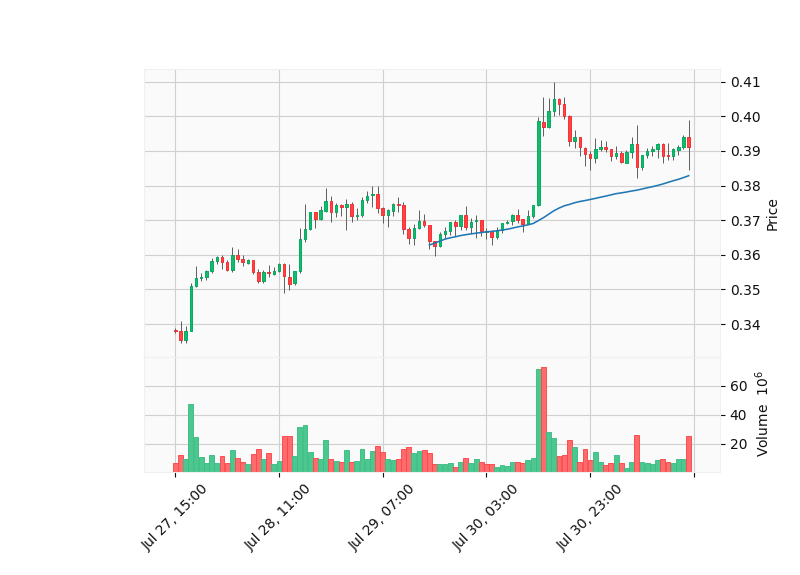 0.41
0.40
0.39
0.38
0.37
0.36
0.35
0.34
Price
60
40
20
Volume 10^6
Jul 27, 15:00
Jul 28, 11:00
Jul 29, 07:00
Jul 30, 03:00
Jul 30, 23:00